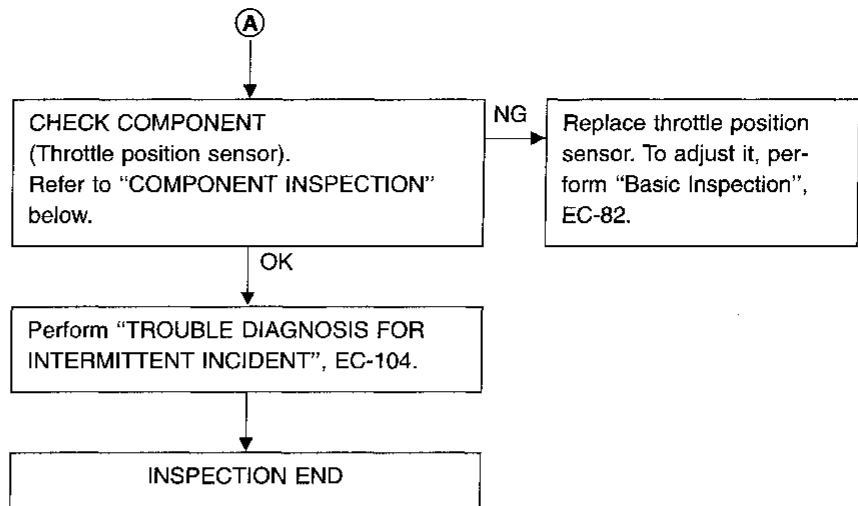 A
CHECK COMPONENT
(Throttle position sensor).
Refer to “COMPONENT INSPECTION”
below.
NG
Replace throttle position
sensor. To adjust it, per-
form “Basic Inspection”,
EC-82.
OK
Perform “TROUBLE DIAGNOSIS FOR
INTERMITTENT INCIDENT”, EC-104.
INSPECTION END